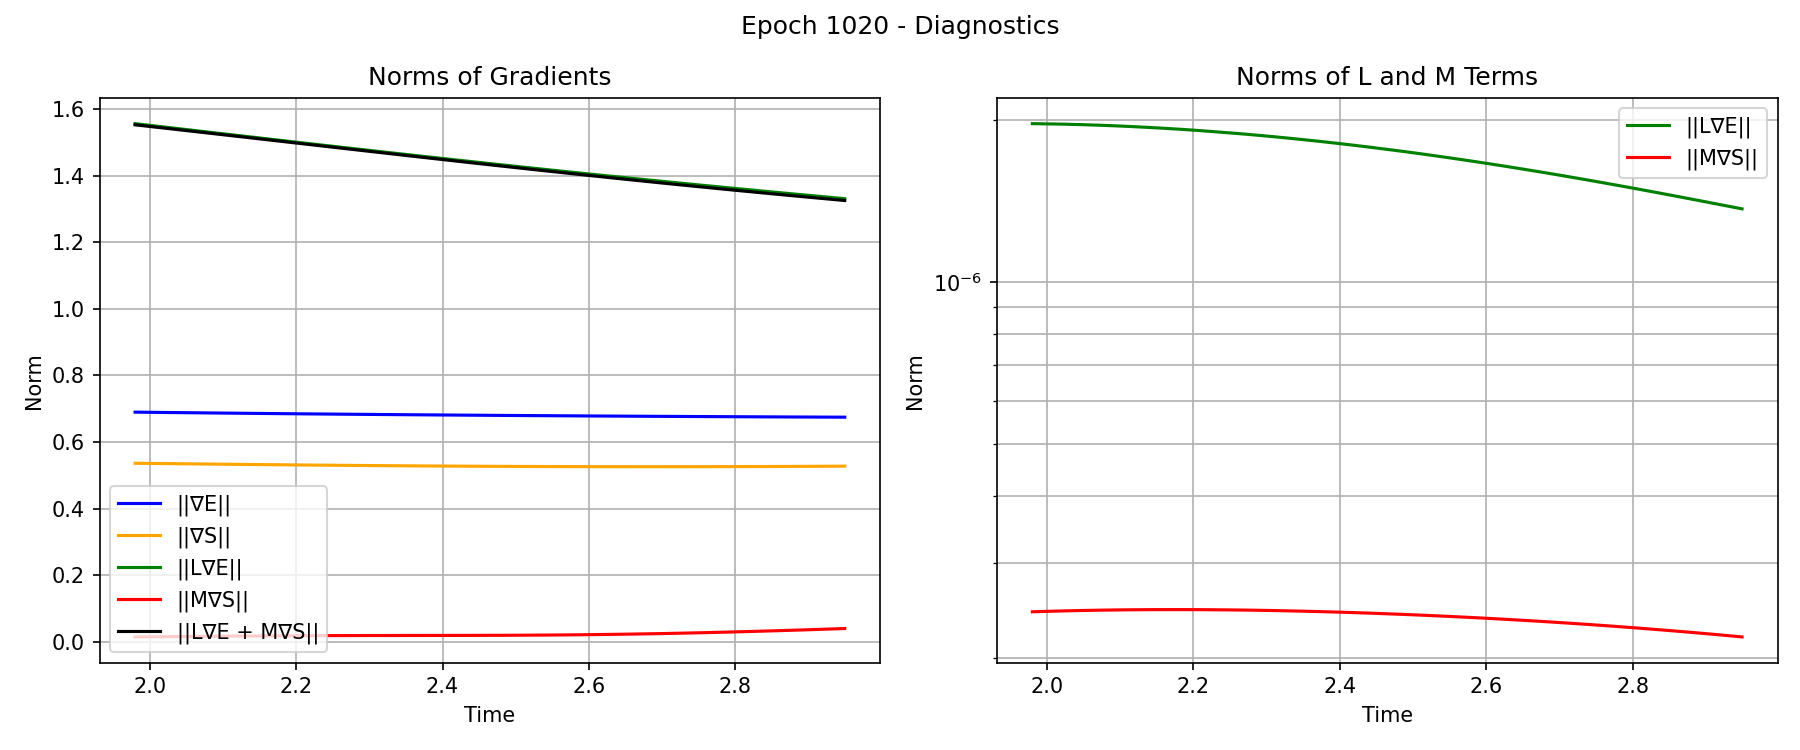 Epoch 1020 - Diagnostics
Norms of Gradients
1.6
1.4
1.2
1.0
0.8
0.6
0.4
0.2
0.0
Norm
||∇E||
||∇S||
||L∇E||
||M∇S||
||L∇E + M∇S||
2.0 2.2 2.4 2.6 2.8
Time
Norms of L and M Terms
10⁻⁶
Norm
||L∇E||
||M∇S||
2.0 2.2 2.4 2.6 2.8
Time